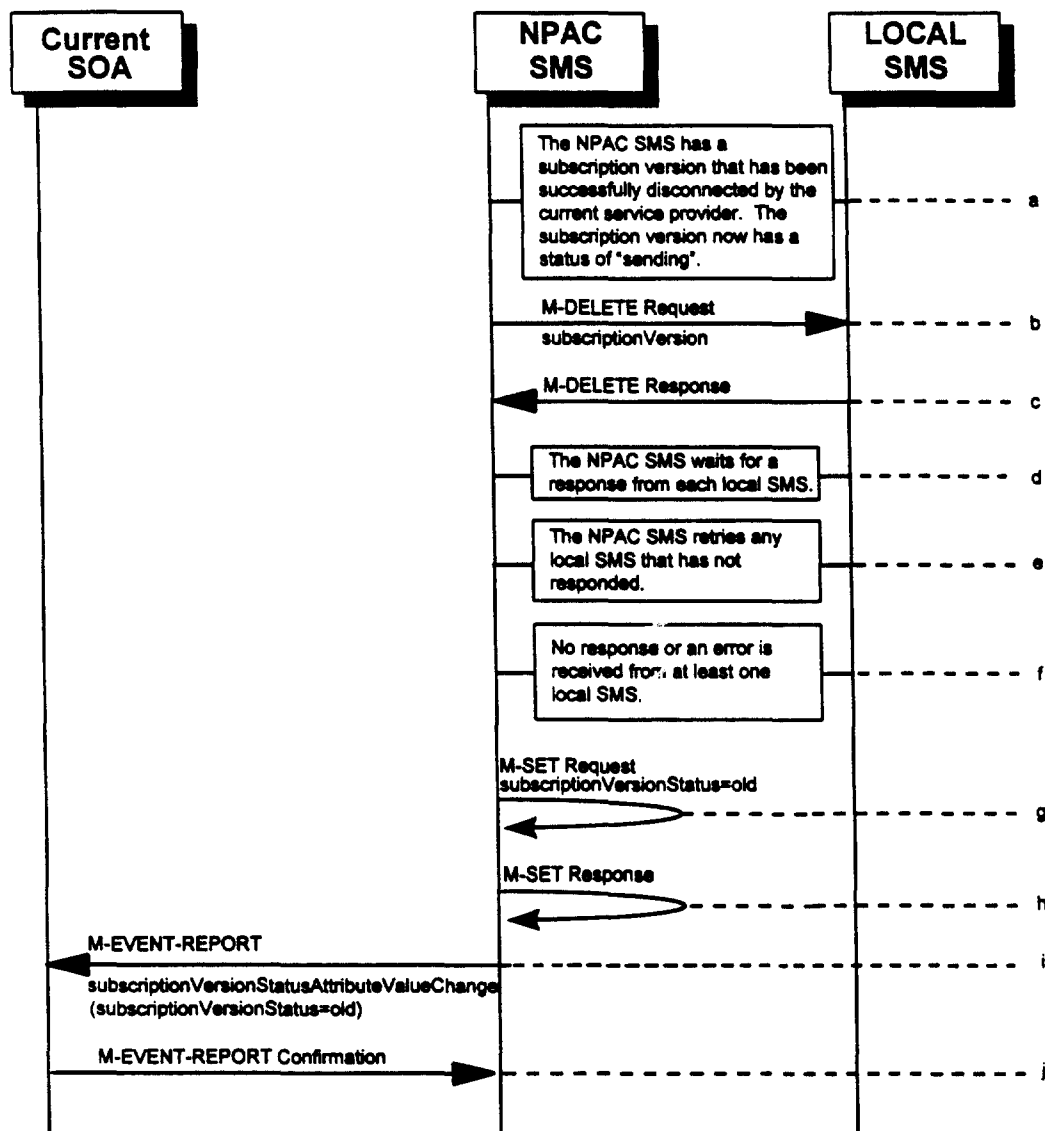 Current
SOA
NPAC
SMS
LOCAL
SMS
The NPAC SMS has a
subscription version that has been
successfully disconnected by the
current service provider. The
subscription version now has a
status of "sending".
a
M-DELETE Request
subscriptionVersion
b
M-DELETE Response
c
The NPAC SMS waits for a
response from each local SMS.
d
The NPAC SMS retries any
local SMS that has not
responded.
e
No response or an error is
received from at least one
local SMS.
f
M-SET Request
subscriptionVersionStatus=old
g
M-SET Response
h
M-EVENT-REPORT
i
subscriptionVersionStatusAttributeValueChange
(subscriptionVersionStatus=old)
M-EVENT-REPORT Confirmation
j